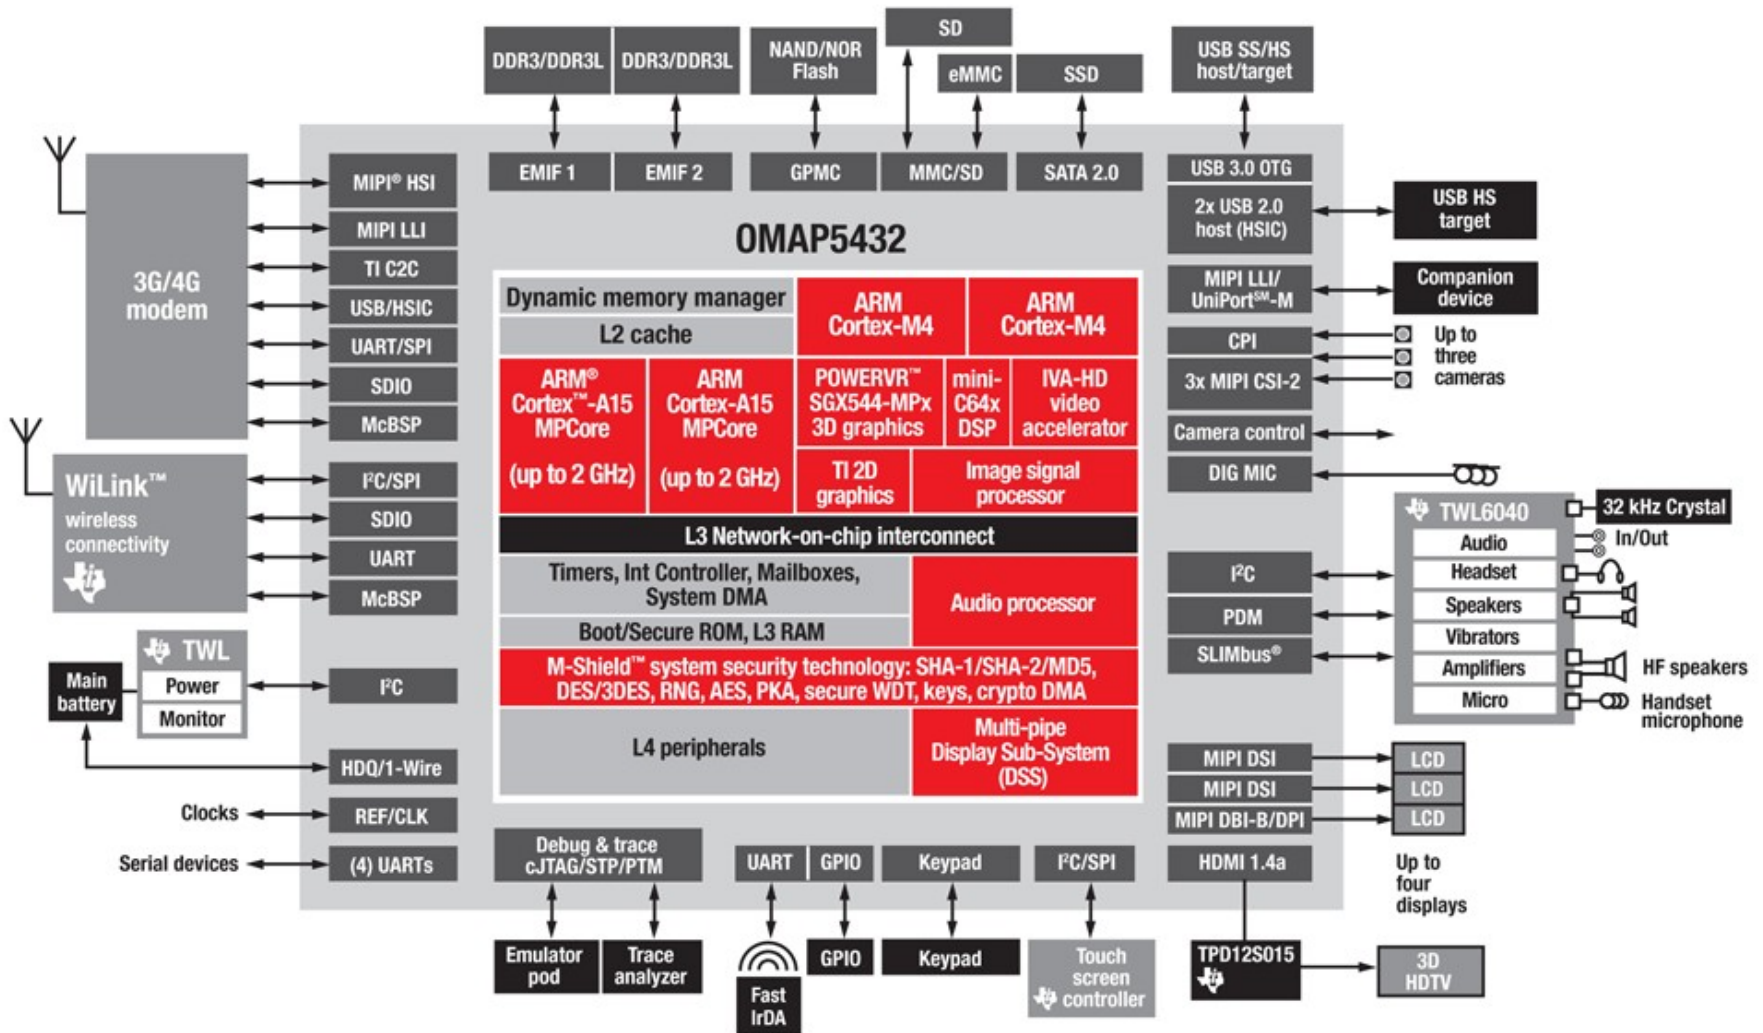 DDR3/DDR3L
DDR3/DDR3L
NAND/NOR
Flash
SD
eMMC
SSD
USB SS/HS
host/target
EMIF 1
EMIF 2
GPMC
MMC/SD
SATA 2.0
USB 3.0 OTG
2x USB 2.0
host (HSIC)
USB HS
target
MIPI LLI/
UniPort℠-M
Companion
device
CPI
3x MIPI CSI-2
Up to
three
cameras
Camera control
DIG MIC
3G/4G
modem
MIPI® HSI
MIPI LLI
TI C2C
USB/HSIC
UART/SPI
SDIO
McBSP
WiLink™
wireless
connectivity
I²C/SPI
SDIO
UART
McBSP
TWL
Power
Monitor
Main
battery
I²C
HDQ/1-Wire
Clocks
REF/CLK
Serial devices
(4) UARTs
OMAP5432
Dynamic memory manager
L2 cache
ARM
Cortex-M4
ARM
Cortex-M4
ARM®
Cortex™-A15
MPCore
(up to 2 GHz)
ARM
Cortex-A15
MPCore
(up to 2 GHz)
POWERVR™
SGX544-MPx
3D graphics
mini-
C64x
DSP
IVA-HD
video
accelerator
TI 2D
graphics
Image signal
processor
L3 Network-on-chip interconnect
Timers, Int Controller, Mailboxes,
System DMA
Boot/Secure ROM, L3 RAM
Audio processor
M-Shield™ system security technology: SHA-1/SHA-2/MD5,
DES/3DES, RNG, AES, PKA, secure WDT, keys, crypto DMA
L4 peripherals
Multi-pipe
Display Sub-System
(DSS)
I²C
PDM
SLIMbus®
TWL6040
Audio
Headset
Speakers
Vibrators
Amplifiers
Micro
32 kHz Crystal
In/Out
HF speakers
Handset
microphone
MIPI DSI
LCD
MIPI DSI
LCD
MIPI DBI-B/DPI
LCD
HDMI 1.4a
Up to
four
displays
Debug & trace
cJTAG/STP/PTM
UART
GPIO
Keypad
I²C/SPI
Emulator
pod
Trace
analyzer
Fast
IrDA
GPIO
Keypad
Touch
screen
controller
TPD12S015
3D
HDTV